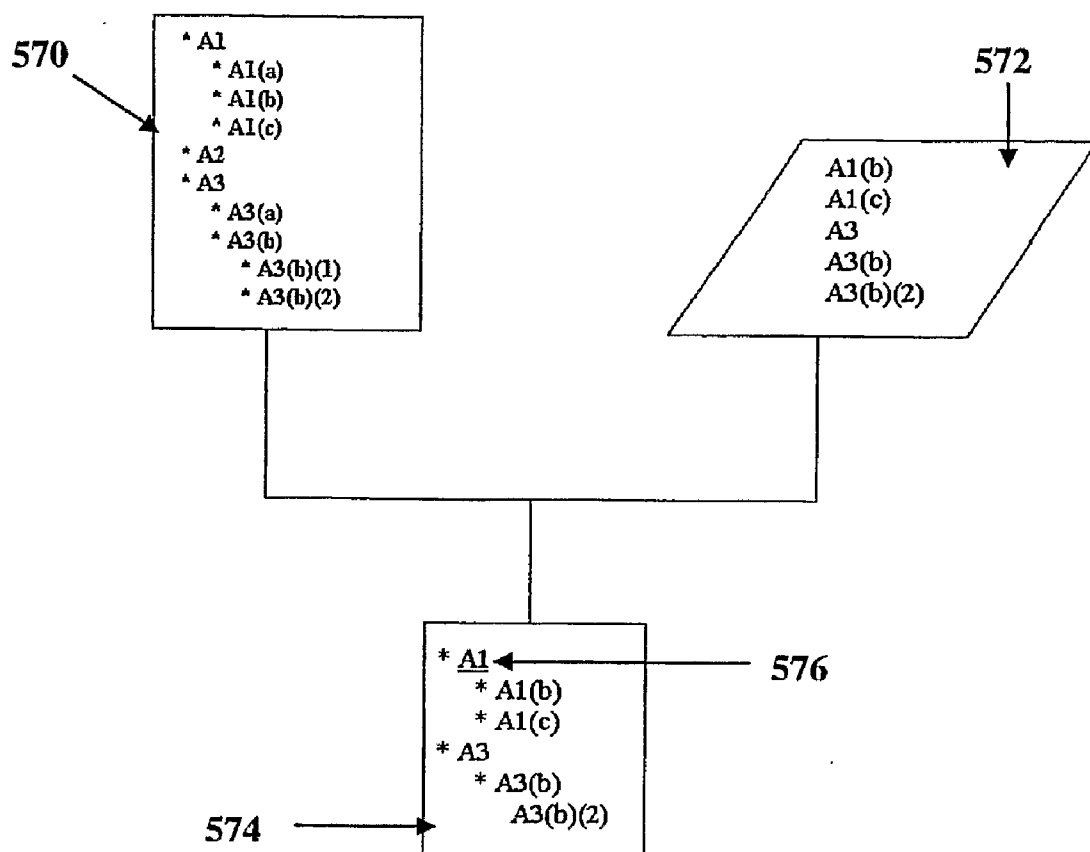 570
* A1
* A1(a)
* A1(b)
* A1(c)
* A2
* A3
* A3(a)
* A3(b)
* A3(b)(1)
* A3(b)(2)
572
A1(b)
A1(c)
A3
A3(b)
A3(b)(2)
* A1
576
* A1(b)
* A1(c)
* A3
* A3(b)
A3(b)(2)
574